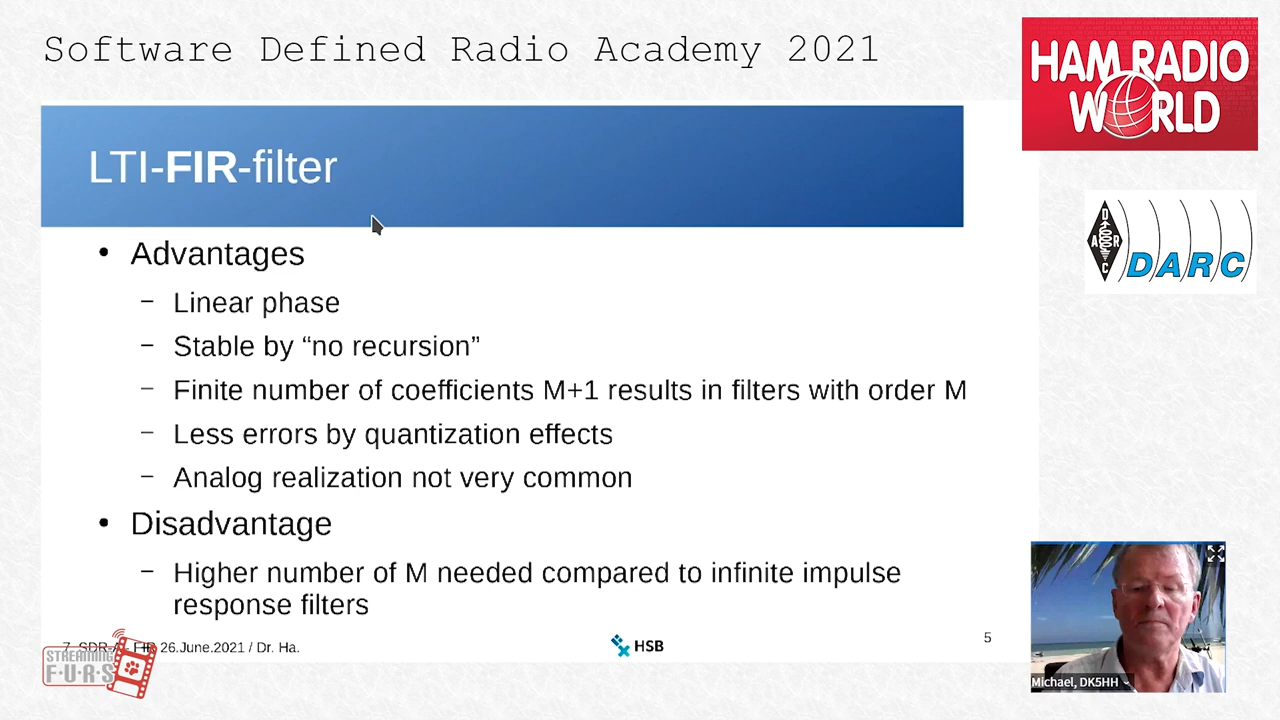 Software Defined Radio Academy 2021
HAM RADIO
WORLD
LTI-FIR-filter
D
A R
C
DARC
• Advantages
– Linear phase
– Stable by “no recursion”
– Finite number of coefficients M+1 results in filters with order M
– Less errors by quantization effects
– Analog realization not very common
• Disadvantage
– Higher number of M needed compared to infinite impulse
response filters
7. SDR-A - FIR 26.June.2021 / Dr. Ha.
HSB
5
STREAMING
F·U·R·S
Michael, DK5HH